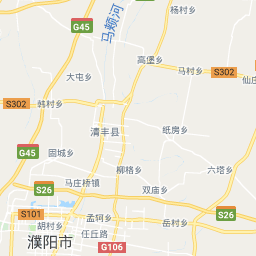 杨村乡
马颊河
G45
高堡乡
大屯乡
马村乡
S302
仙庄
S302
韩村乡
清丰县
纸房乡
G45
固城乡
柳格乡
六塔乡
马庄桥镇
S26
双庙乡
S101
孟轲乡
岳村乡
S26
胡村乡
任丘路
濮阳市
G106